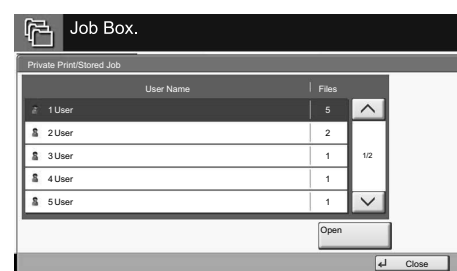 Job Box.
Private Print/Stored Job
User Name Files
1 User 5
2 User 2
3 User 1
1/2
4 User 1
5 User 1
Open
Close